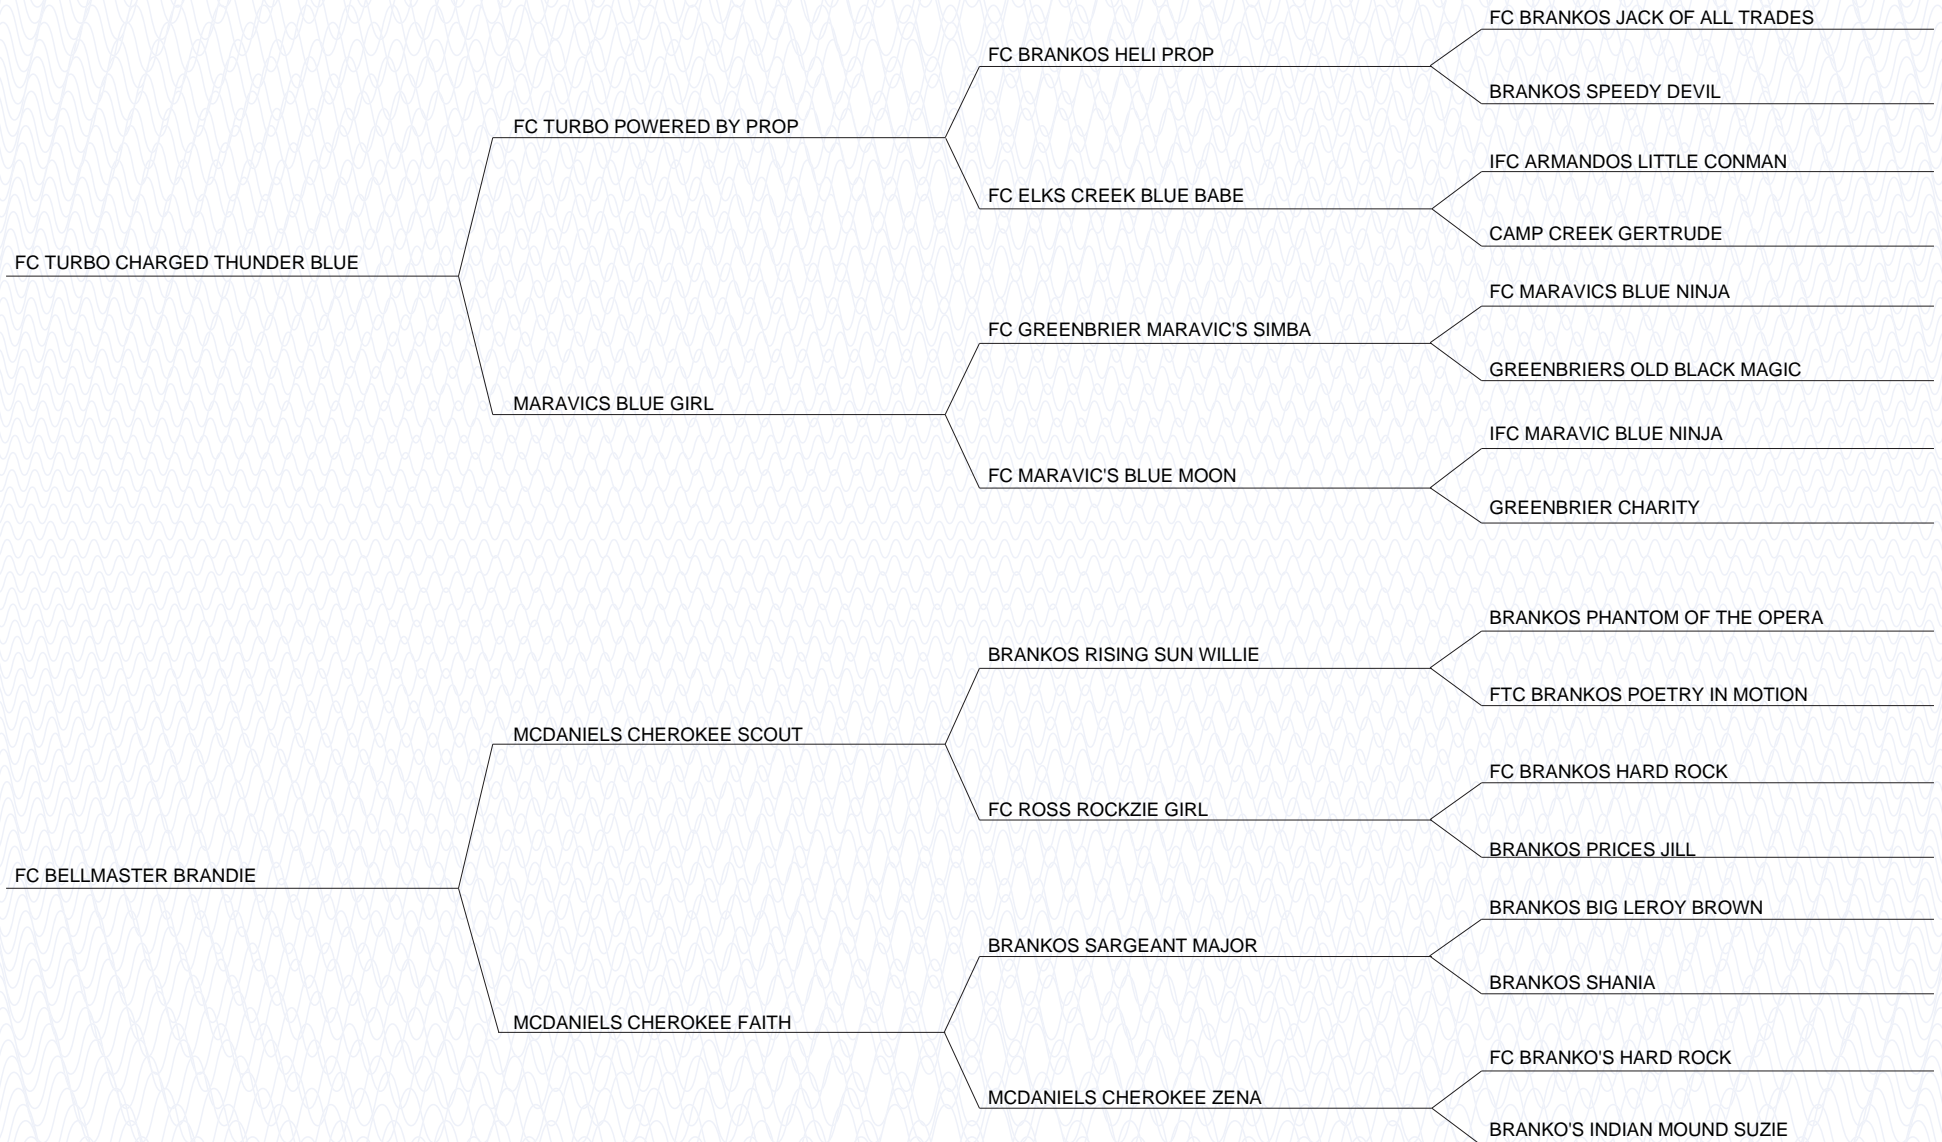 FC BRANKOS JACK OF ALL TRADES
FC BRANKOS HELI PROP
BRANKOS SPEEDY DEVIL
FC TURBO POWERED BY PROP
IFC ARMANDOS LITTLE CONMAN
FC ELKS CREEK BLUE BABE
CAMP CREEK GERTRUDE
FC TURBO CHARGED THUNDER BLUE
FC MARAVICS BLUE NINJA
FC GREENBRIER MARAVIC'S SIMBA
GREENBRIERS OLD BLACK MAGIC
MARAVICS BLUE GIRL
IFC MARAVIC BLUE NINJA
FC MARAVIC'S BLUE MOON
GREENBRIER CHARITY
BRANKOS PHANTOM OF THE OPERA
BRANKOS RISING SUN WILLIE
FTC BRANKOS POETRY IN MOTION
MCDANIELS CHEROKEE SCOUT
FC BRANKOS HARD ROCK
FC ROSS ROCKZIE GIRL
BRANKOS PRICES JILL
FC BELLMASTER BRANDIE
BRANKOS BIG LEROY BROWN
BRANKOS SARGEANT MAJOR
BRANKOS SHANIA
MCDANIELS CHEROKEE FAITH
FC BRANKO'S HARD ROCK
MCDANIELS CHEROKEE ZENA
BRANKO'S INDIAN MOUND SUZIE